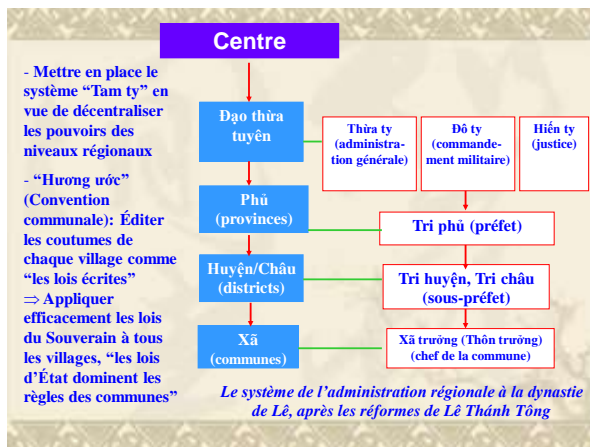 Centre
- Mettre en place le
système “Tam ty” en
vue de décentraliser
les pouvoirs des
niveaux régionaux
- “Hương ước”
(Convention
communale): Éditer
les coutumes de
chaque village comme
“les lois écrites”
⇒ Appliquer
efficacement les lois
du Souverain à tous
les villages, “les lois
d’État dominent les
règles des communes”
Đạo thừa
tuyên
Thừa ty
(administra-
tion générale)
Đô ty
(commande-
ment militaire)
Hiến ty
(justice)
Phủ
(provinces)
Tri phủ (préfet)
Huyện/Châu
(districts)
Tri huyện, Tri châu
(sous-préfet)
Xã
(communes)
Xã trưởng (Thôn trưởng)
(chef de la commune)
Le système de l’administration régionale à la dynastie
de Lê, après les réformes de Lê Thánh Tông